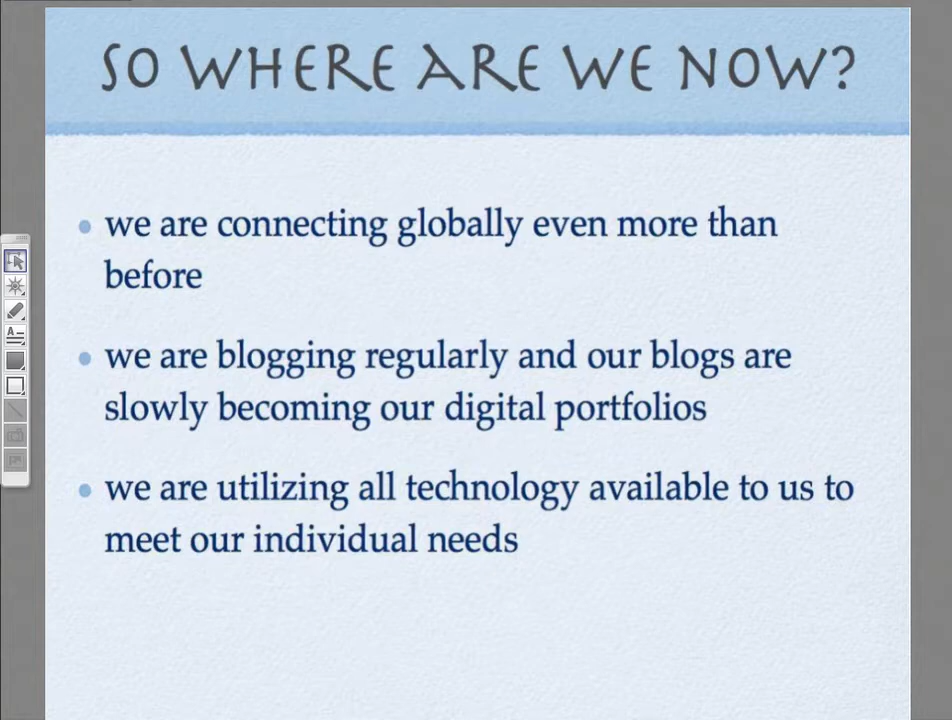 SO WHERE ARE WE NOW?
• we are connecting globally even more than
before
• we are blogging regularly and our blogs are
slowly becoming our digital portfolios
• we are utilizing all technology available to us to
meet our individual needs
A